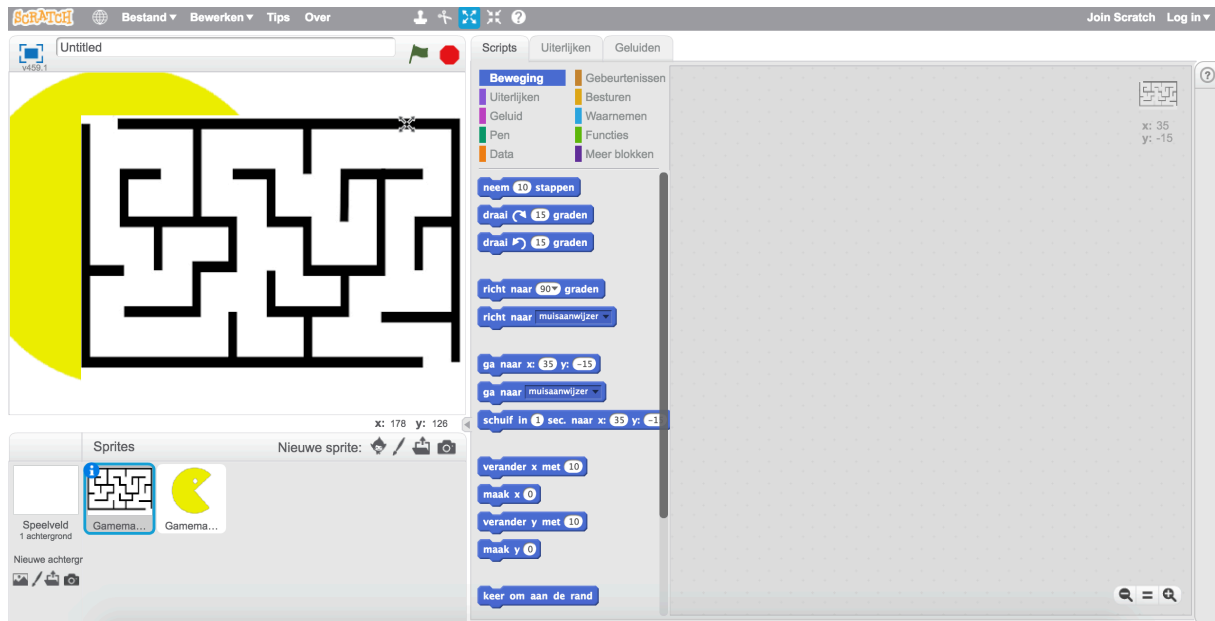 SCRATCH Bestand Bewerken Tips Over Join Scratch Log in
Untitled
v459.1
Scripts Uiterlijken Geluiden
Beweging Gebeurtenissen
Uiterlijken Besturen
Geluid Waarnemen
Pen Functies
Data Meer blokken
x: 35
y: -15
neem 10 stappen
draai 15 graden
draai 15 graden
richt naar 90 graden
richt naar muisaanwijzer
ga naar x: 35 y: -15
ga naar muisaanwijzer
schuif in 1 sec. naar x: 35 y: -15
verander x met 10
maak x 0
verander y met 10
maak y 0
keer om aan de rand
x: 178 y: 126
Sprites Nieuwe sprite:
Speelveld
1 achtergrond
Gamema... Gamema...
Nieuwe achtergr